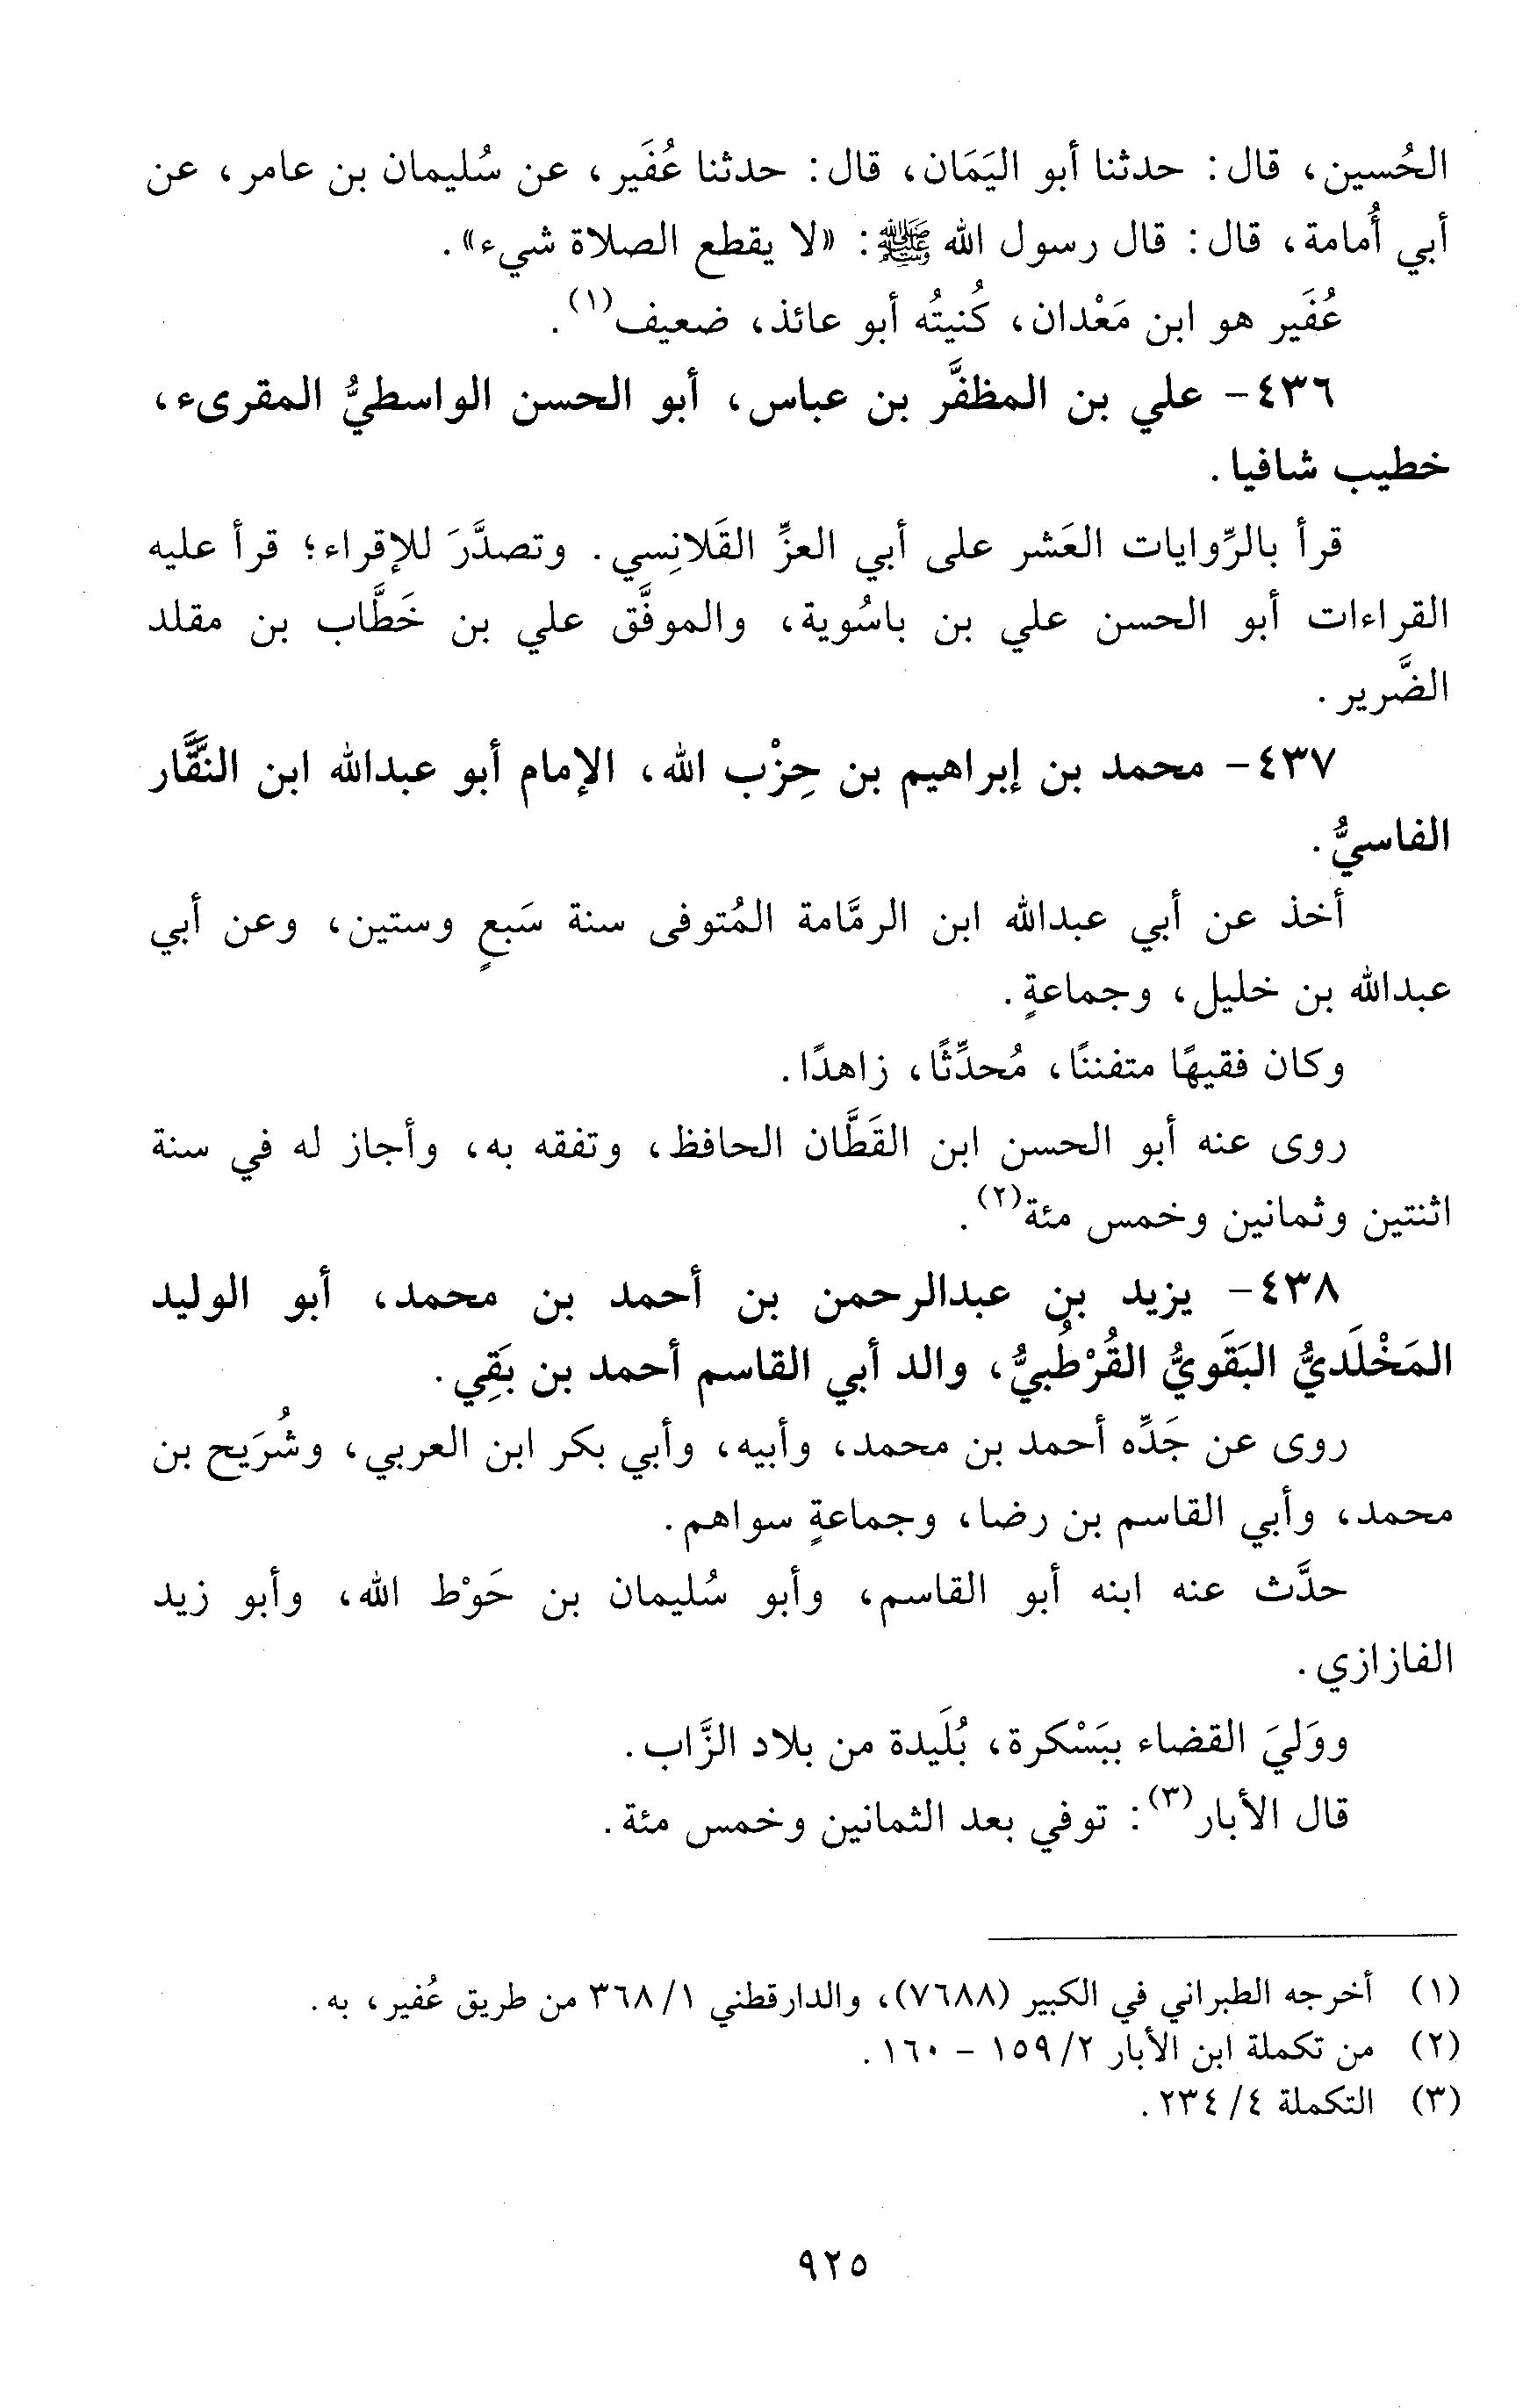 الحُسين، قال: حدثنا أبو اليَمَان، قال: حدثنا عُفَير، عن سُليمان بن عامر، عن
أبي أُمامة، قال: قال رسول الله ﷺ: «لا يقطع الصلاة شيء».
عُفَير هو ابن مَعْدان، كُنيتُه أبو عائذ، ضعيف(١).
٤٣٦- علي بن المظفَّر بن عباس، أبو الحسن الواسطيُّ المقرىء،
خطيب شافيا.
قرأ بالرِّوايات العَشر على أبي العزِّ القَلانِسي. وتصدَّرَ للإقراء؛ قرأ عليه
القراءات أبو الحسن علي بن باسُوية، والموفَّق علي بن خَطَّاب بن مقلد
الضَّرير.
٤٣٧- محمد بن إبراهيم بن حِزْب الله، الإمام أبو عبدالله ابن النَّقَّار
الفاسيُّ.
أخذ عن أبي عبدالله ابن الرمَّامة المُتوفى سنة سَبعٍ وستين، وعن أبي
عبدالله بن خليل، وجماعةٍ.
وكان فقيهًا متفننًا، مُحدِّثًا، زاهدًا.
روى عنه أبو الحسن ابن القَطَّان الحافظ، وتفقه به، وأجاز له في سنة
اثنتين وثمانين وخمس مئة(٢).
٤٣٨- يزيد بن عبدالرحمن بن أحمد بن محمد، أبو الوليد
المَخْلَديُّ البَقَويُّ القُرْطُبيُّ، والد أبي القاسم أحمد بن بَقِي.
روى عن جَدِّه أحمد بن محمد، وأبيه، وأبي بكر ابن العربي، وشُرَيح بن
محمد، وأبي القاسم بن رضا، وجماعةٍ سواهم.
حدَّث عنه ابنه أبو القاسم، وأبو سُليمان بن حَوْط الله، وأبو زيد
الفازازي.
ووَليَ القضاء ببَسْكرة، بُلَيدة من بلاد الزَّاب.
قال الأبار(٣): توفي بعد الثمانين وخمس مئة.
(١) أخرجه الطبراني في الكبير (٧٦٨٨)، والدارقطني ١/ ٣٦٨ من طريق عُفير، به.
(٢) من تكملة ابن الأبار ٢/ ١٥٩ - ١٦٠.
(٣) التكملة ٤/ ٢٣٤.
٩٢٥